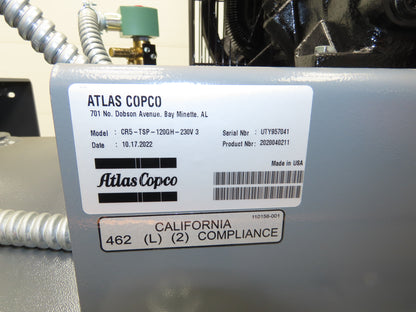 ATLAS COPCO
701 No. Dobson Avenue, Bay Minette, AL
Model : CR5-TSP-120GH-230V 3 Serial Nbr : UTY957041
Date : 10.17.2022 Product Nbr: 2020040211
Made in USA
Atlas Copco
110156-001
CALIFORNIA
462 (L) (2) COMPLIANCE